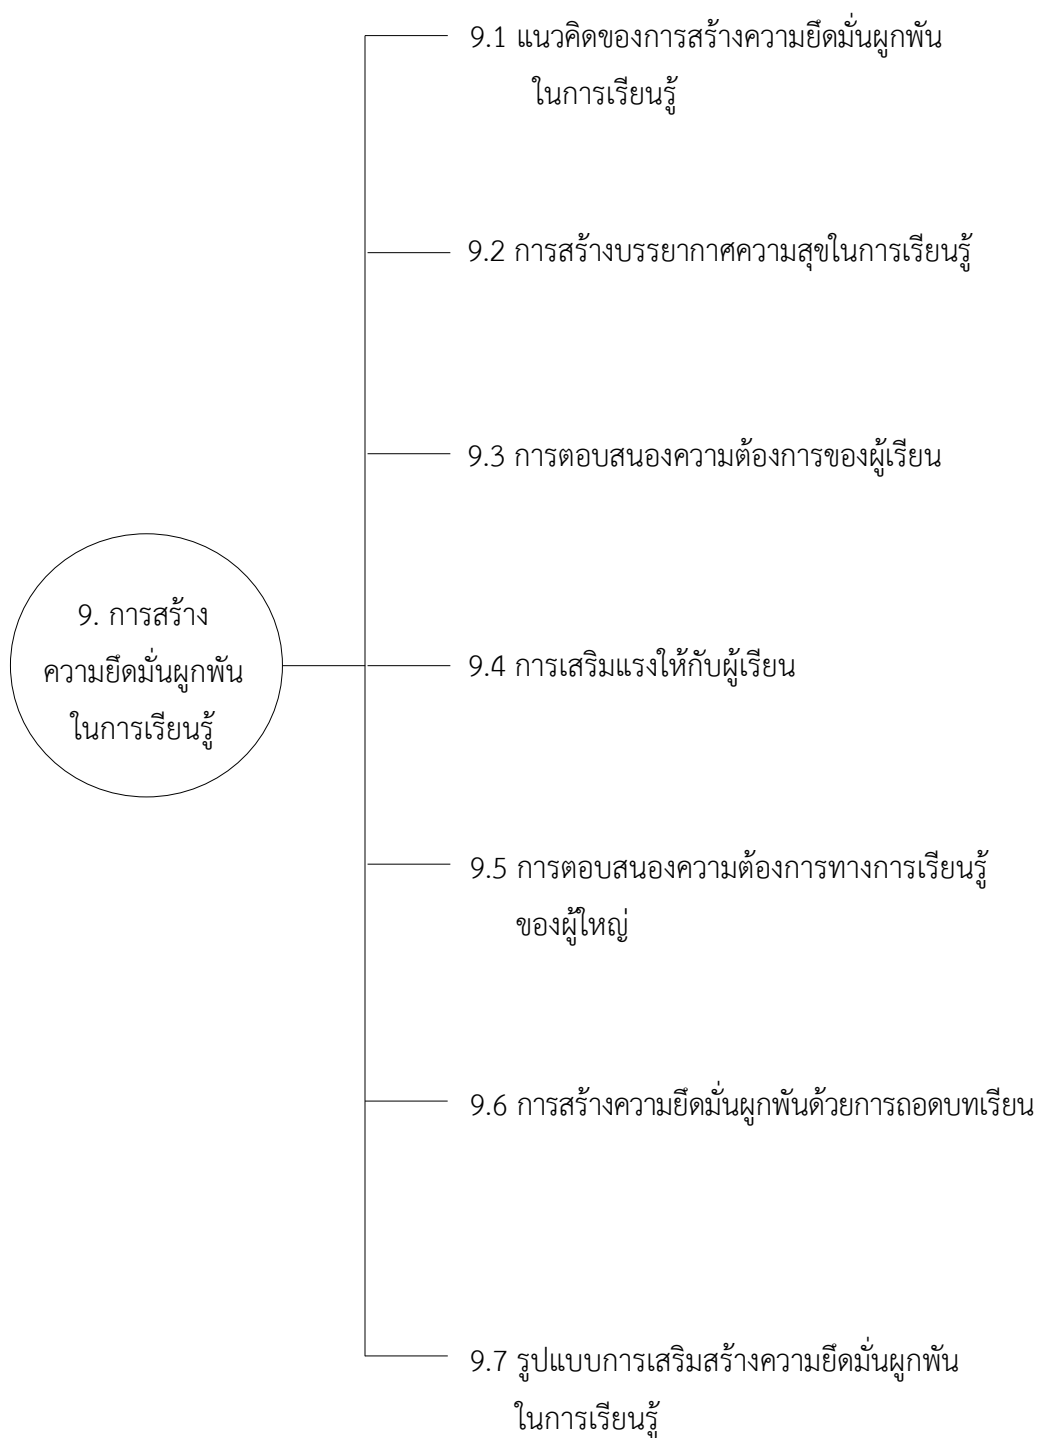 9.1 แนวคิดของการสร้างความยึดมั่นผูกพัน
ในการเรียนรู้
9.2 การสร้างบรรยากาศความสุขในการเรียนรู้
9.3 การตอบสนองความต้องการของผู้เรียน
9. การสร้าง
ความยึดมั่นผูกพัน
ในการเรียนรู้
9.4 การเสริมแรงให้กับผู้เรียน
9.5 การตอบสนองความต้องการทางการเรียนรู้
ของผู้ใหญ่
9.6 การสร้างความยึดมั่นผูกพันด้วยการถอดบทเรียน
9.7 รูปแบบการเสริมสร้างความยึดมั่นผูกพัน
ในการเรียนรู้